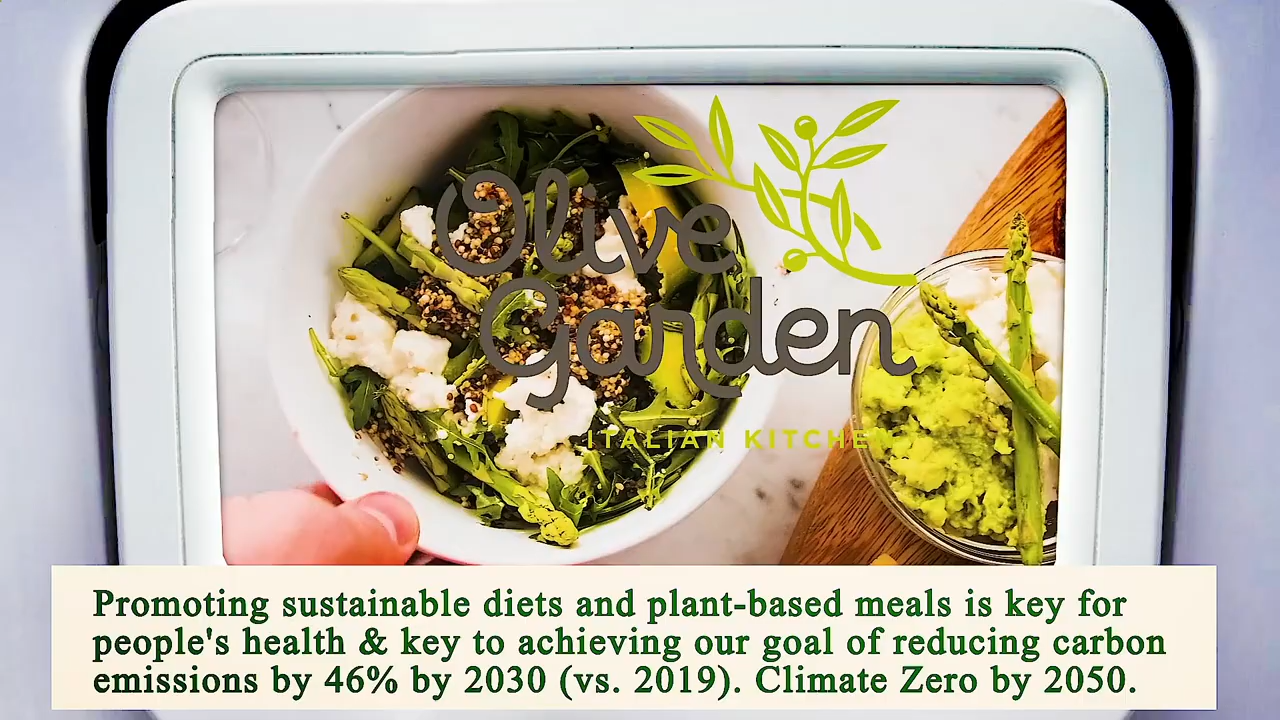 Olive
Garden
ITALIAN KITCHEN
Promoting sustainable diets and plant-based meals is key for
people's health & key to achieving our goal of reducing carbon
emissions by 46% by 2030 (vs. 2019). Climate Zero by 2050.